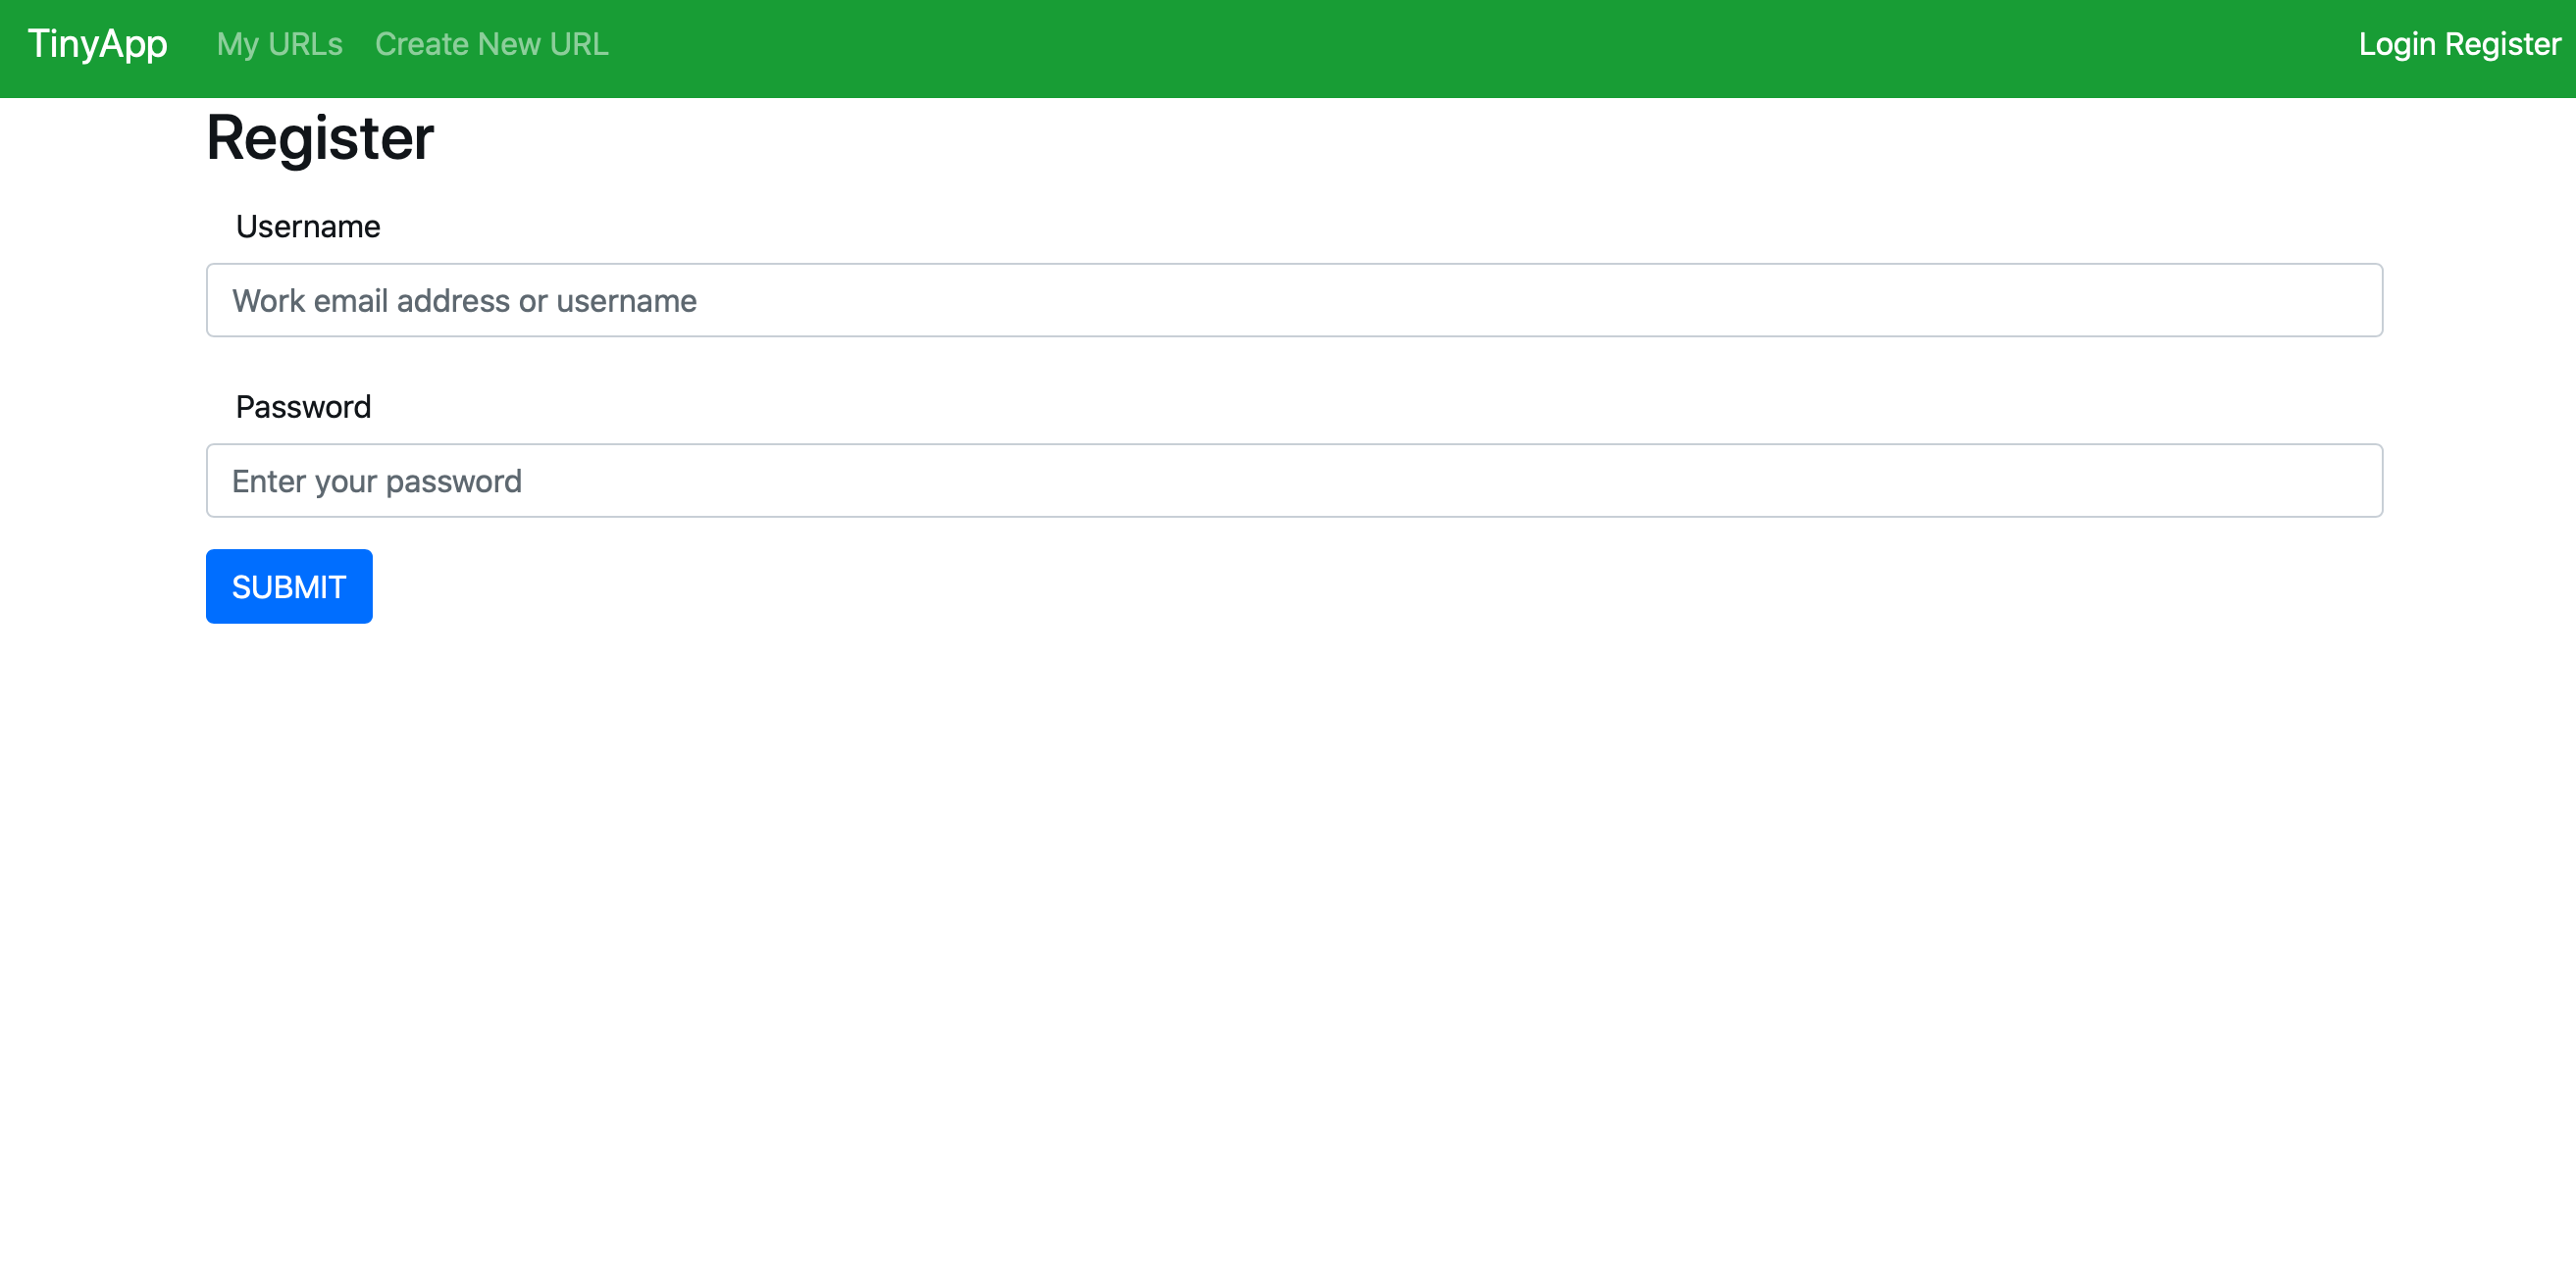 TinyApp My URLs Create New URL Login Register
Register
Username
Work email address or username
Password
Enter your password
SUBMIT